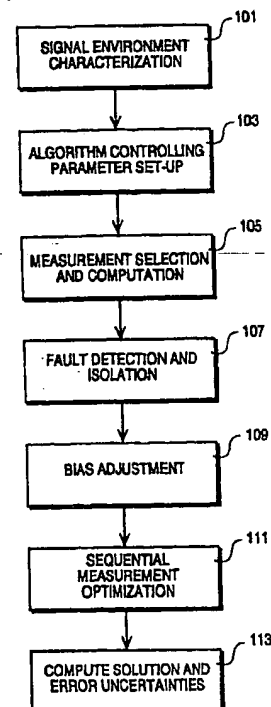 101
SIGNAL ENVIRONMENT
CHARACTERIZATION
103
ALGORITHM CONTROLLING
PARAMETER SET-UP
105
MEASUREMENT SELECTION
AND COMPUTATION
107
FAULT DETECTION AND
ISOLATION
109
BIAS ADJUSTMENT
111
SEQUENTIAL
MEASUREMENT
OPTIMIZATION
113
COMPUTE SOLUTION AND
ERROR UNCERTAINTIES